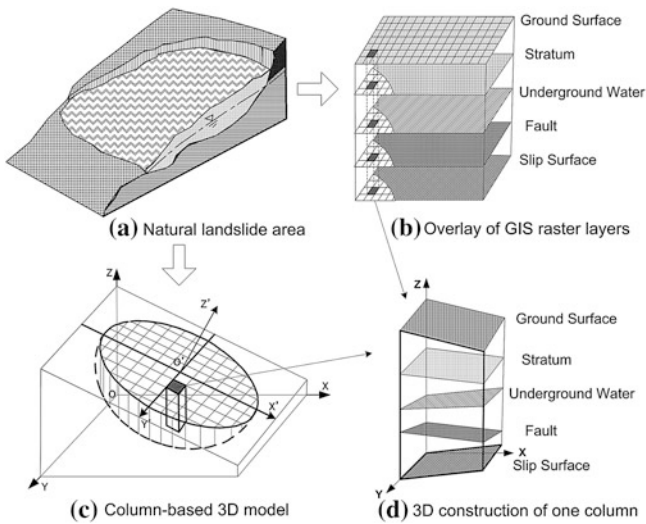 Ground Surface
Stratum
Underground Water
Fault
Slip Surface
(a) Natural landslide area
(b) Overlay of GIS raster layers
Z
Z'
O'
O
X
X'
Y'
Y
(c) Column-based 3D model
Z
Ground Surface
Stratum
Underground Water
Fault
X
Slip Surface
Y
(d) 3D construction of one column